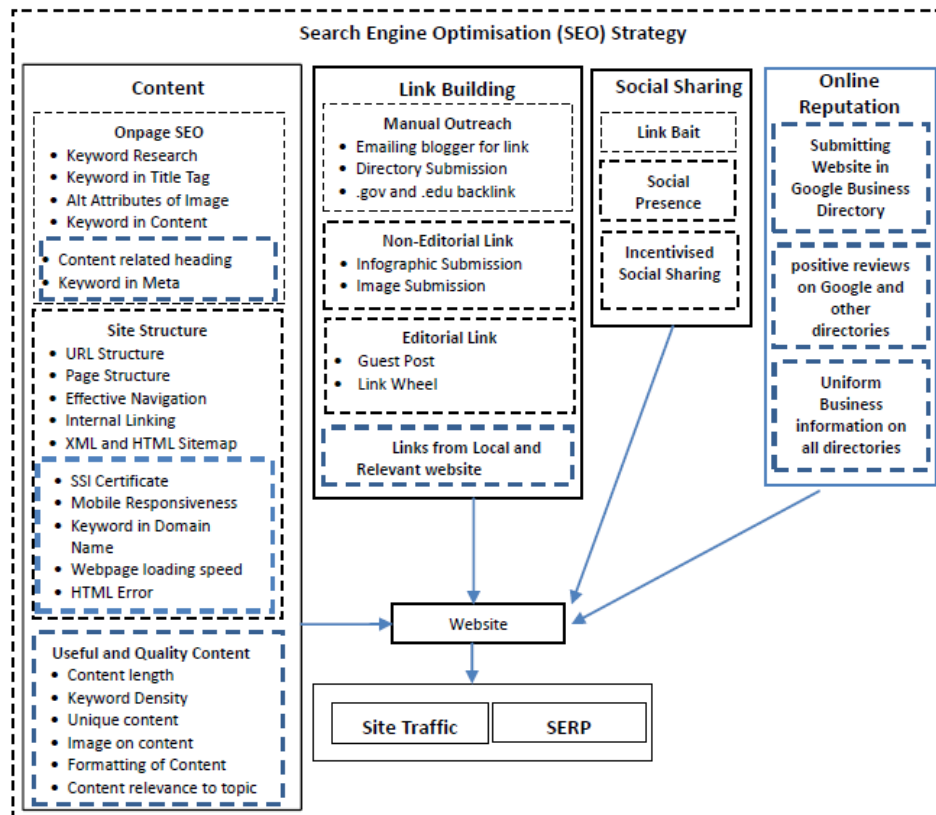 Search Engine Optimisation (SEO) Strategy
Content
Onpage SEO
• Keyword Research
• Keyword in Title Tag
• Alt Attributes of Image
• Keyword in Content
• Content related heading
• Keyword in Meta
Site Structure
• URL Structure
• Page Structure
• Effective Navigation
• Internal Linking
• XML and HTML Sitemap
• SSI Certificate
• Mobile Responsiveness
• Keyword in Domain
Name
• Webpage loading speed
• HTML Error
Useful and Quality Content
• Content length
• Keyword Density
• Unique content
• Image on content
• Formatting of Content
• Content relevance to topic
Link Building
Manual Outreach
• Emailing blogger for link
• Directory Submission
• .gov and .edu backlink
Non-Editorial Link
• Infographic Submission
• Image Submission
Editorial Link
• Guest Post
• Link Wheel
Links from Local and
Relevant website
Social Sharing
Link Bait
Social
Presence
Incentivised
Social Sharing
Online
Reputation
Submitting
Website in
Google Business
Directory
positive reviews
on Google and
other
directories
Uniform
Business
information on
all directories
Website
Site Traffic
SERP